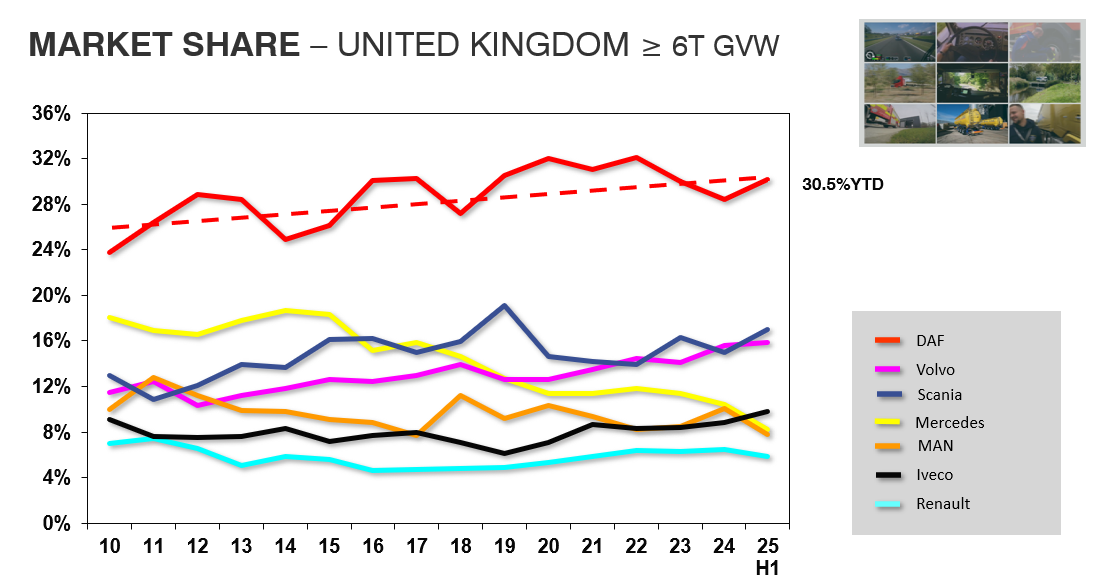 MARKET SHARE – UNITED KINGDOM ≥ 6T GVW
36%
32%
28%
24%
20%
16%
12%
8%
4%
0%
10 11 12 13 14 15 16 17 18 19 20 21 22 23 24 25
H1
30.5%YTD
DAF
Volvo
Scania
Mercedes
MAN
Iveco
Renault